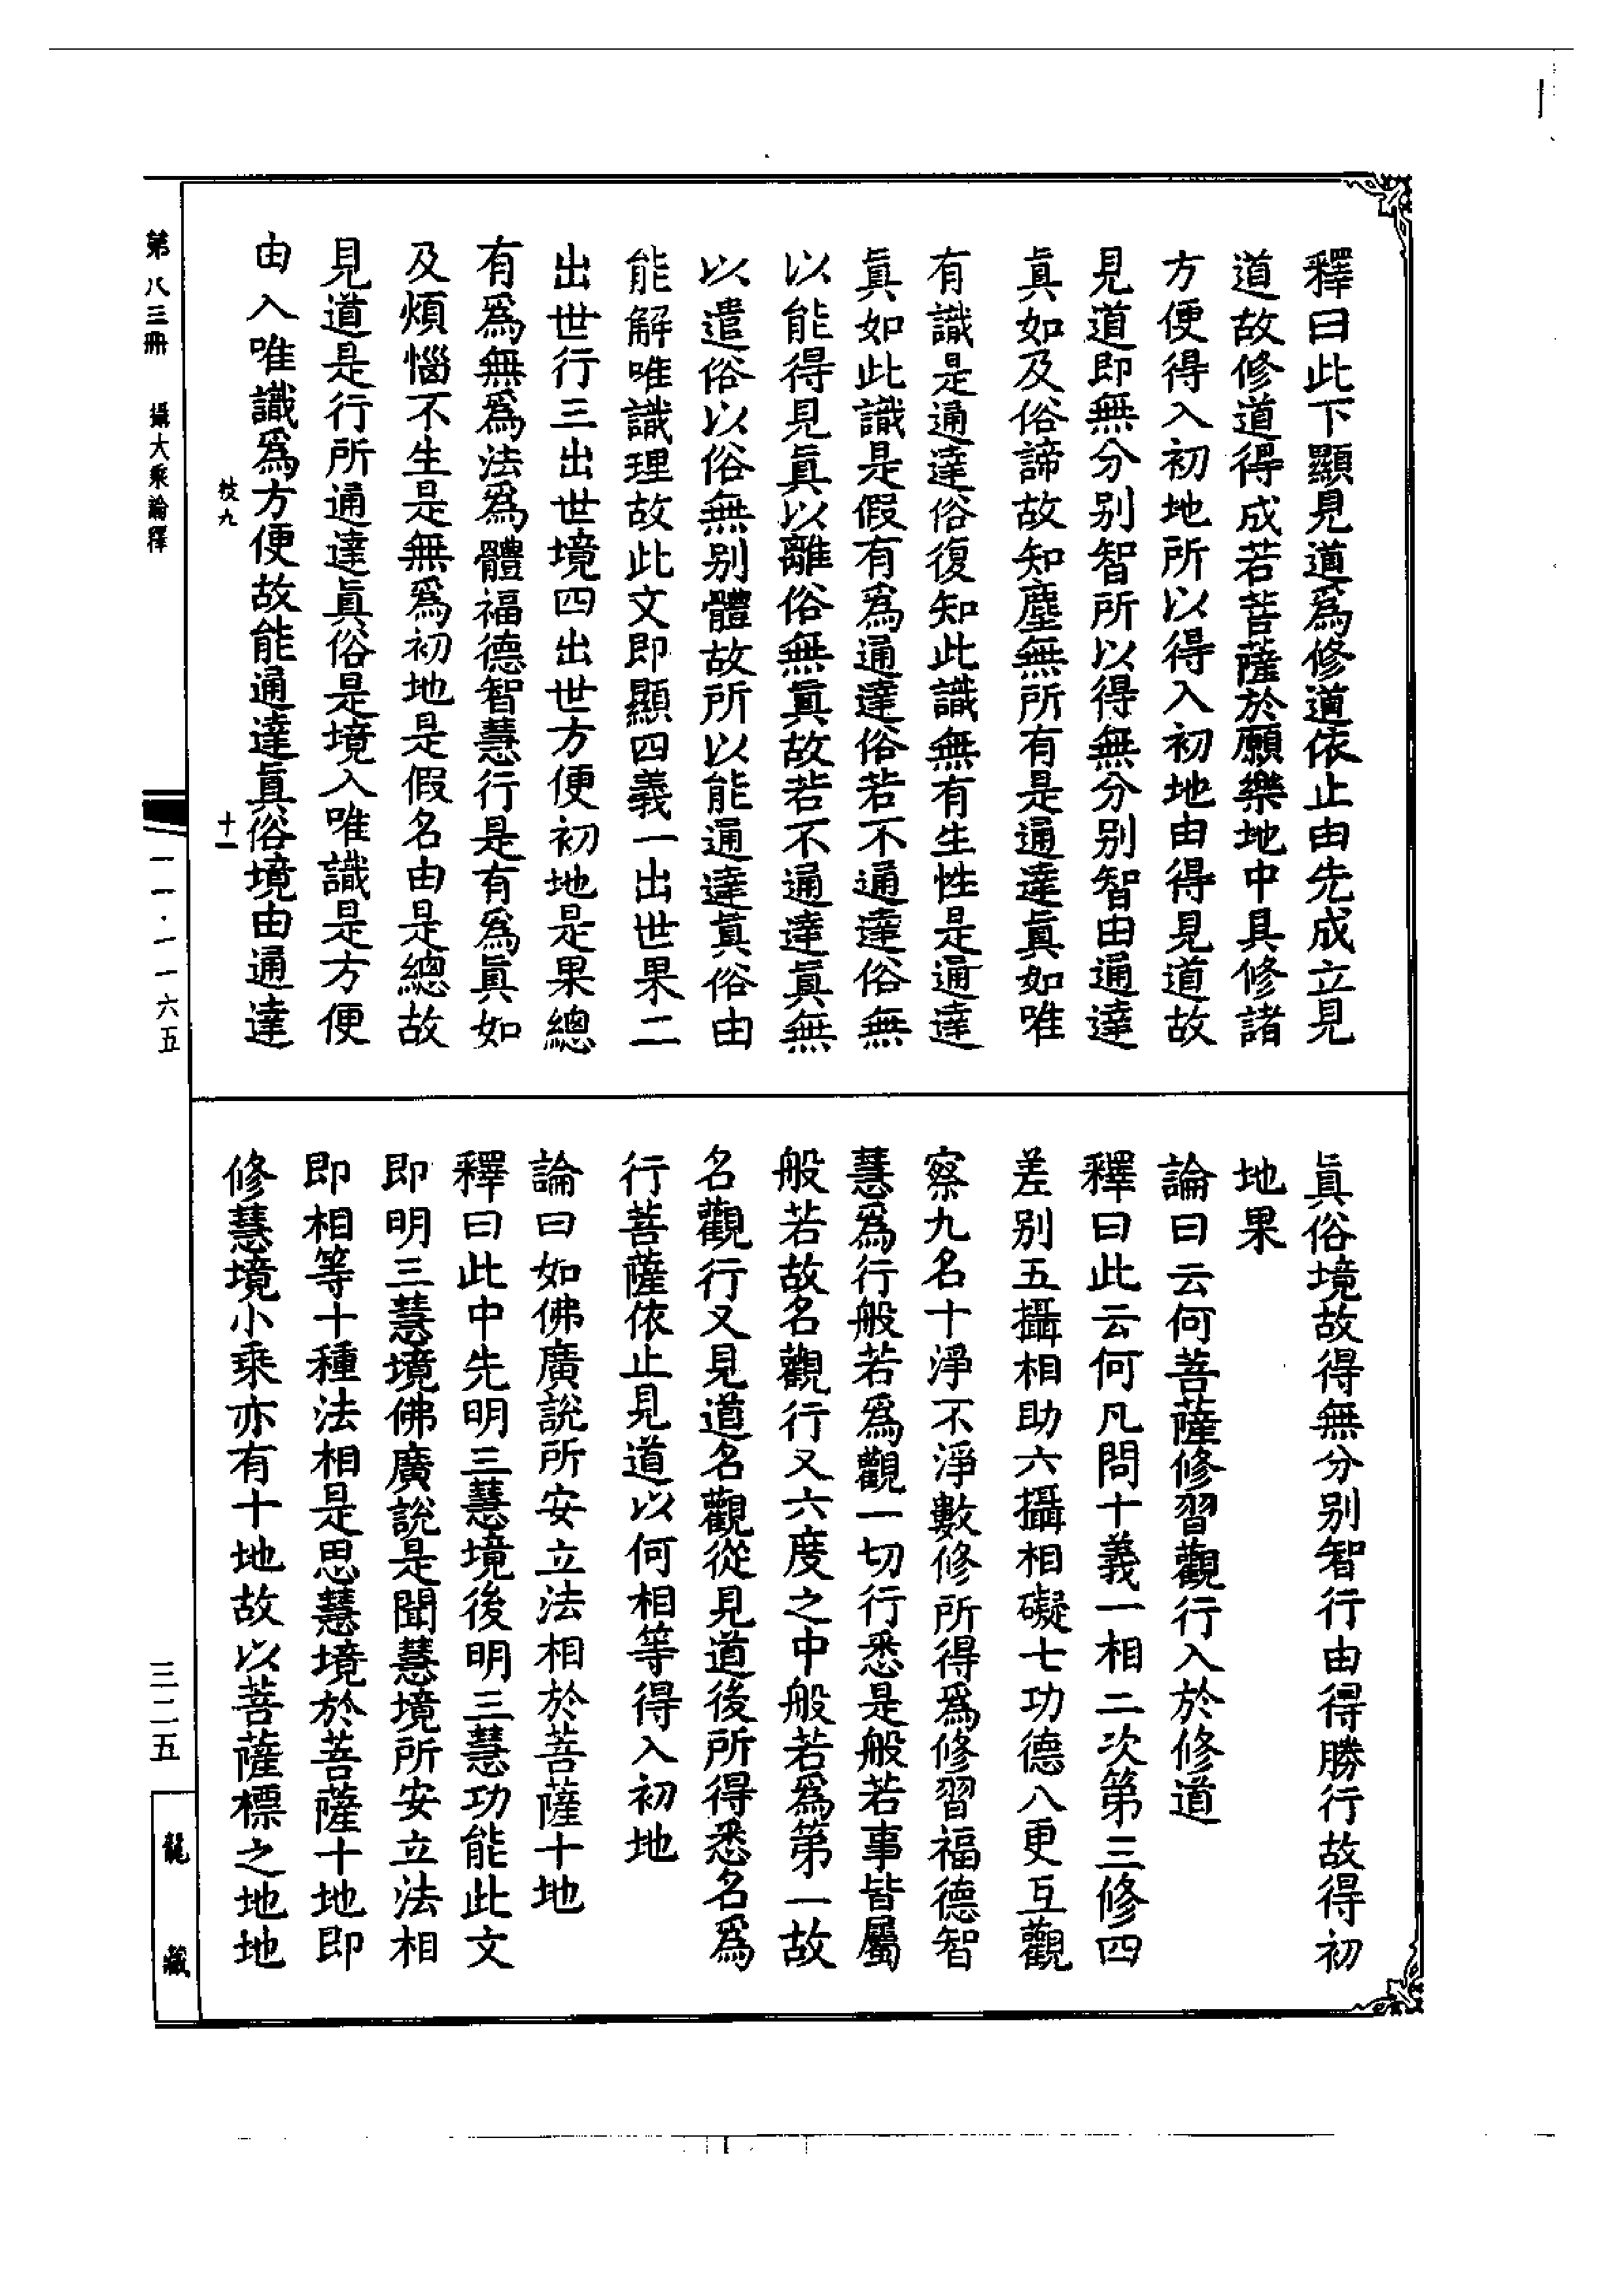 釋曰此下顯見道爲修道依止由先成立見
道故修道得成若菩薩於願樂地中具修諸
方便得入初地所以得入初地由得見道故
見道即無分别智所以得無分别智由通達
眞如及俗諦故知塵無所有是通達眞如唯
有識是通達俗復知此識無有生性是通達
眞如此識是假有爲通達俗若不通達俗無
以能得見眞以離俗無眞故若不通達眞無
以遣俗以俗無别體故所以能通達眞俗由
能解唯識理故此文即顯四義一出世果二
出世行三出世境四出世方便初地是果總
有爲無爲法爲體福德智慧行是有爲眞如
及煩惱不生是無爲初地是假名由是總故
見道是行所通達眞俗是境入唯識是方便
由入唯識爲方便故能通達眞俗境由通達
眞俗境故得無分别智行由得勝行故得初
地果
論曰云何菩薩修習觀行入於修道
釋曰此云何凡問十義一相二次第三修四
差别五攝相助六攝相礙七功德八更互觀
察九名十淨不淨數修所得爲修習福德智
慧爲行般若爲觀一切行悉是般若事皆屬
般若故名觀行又六度之中般若爲第一故
名觀行又見道名觀從見道後所得悉名爲
行菩薩依止見道以何相等得入初地
論曰如佛廣說所安立法相於菩薩十地
釋曰此中先明三慧境後明三慧功能此文
即明三慧境佛廣說是聞慧境所安立法相
即相等十種法相是思慧境於菩薩十地即
修慧境小乘亦有十地故以菩薩標之地地
枝九
十一
第八三冊
攝大乘論釋
一一·一一六五
三二五
龍藏